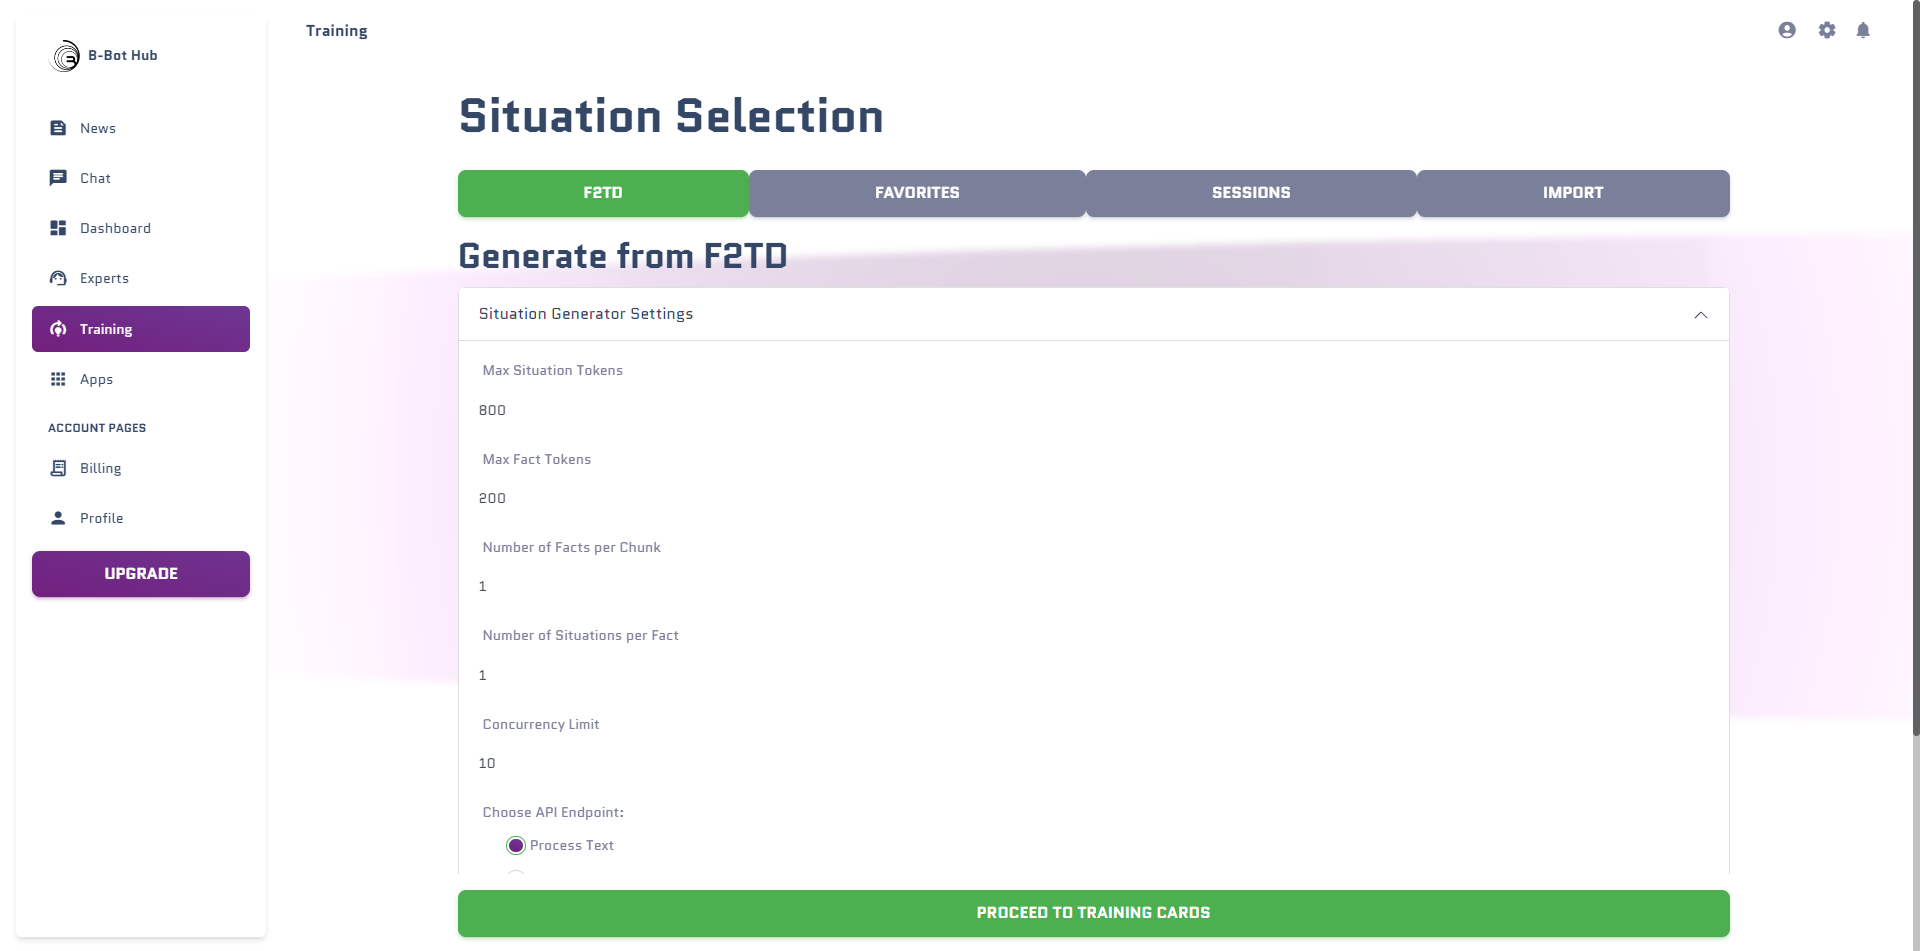 B-Bot Hub
News
Chat
Dashboard
Experts
Training
Apps
ACCOUNT PAGES
Billing
Profile
UPGRADE
Training
Situation Selection
F2TD
FAVORITES
SESSIONS
IMPORT
Generate from F2TD
Situation Generator Settings
Max Situation Tokens
800
Max Fact Tokens
200
Number of Facts per Chunk
1
Number of Situations per Fact
1
Concurrency Limit
10
Choose API Endpoint:
Process Text
PROCEED TO TRAINING CARDS